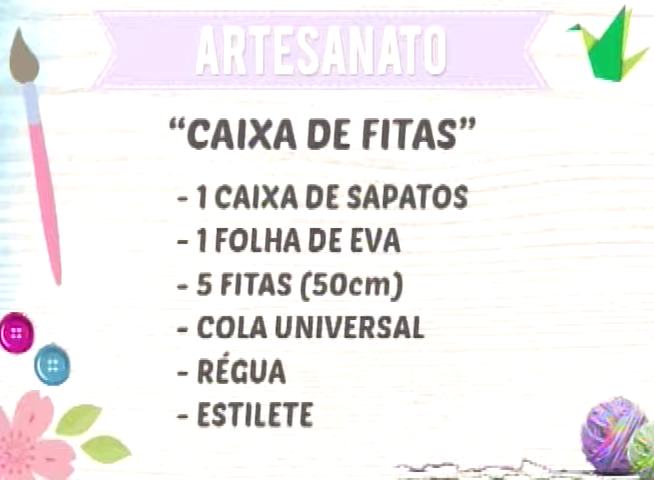 ARTESANATO
“CAIXA DE FITAS”
- 1 CAIXA DE SAPATOS
- 1 FOLHA DE EVA
- 5 FITAS (50cm)
- COLA UNIVERSAL
- RÉGUA
- ESTILETE